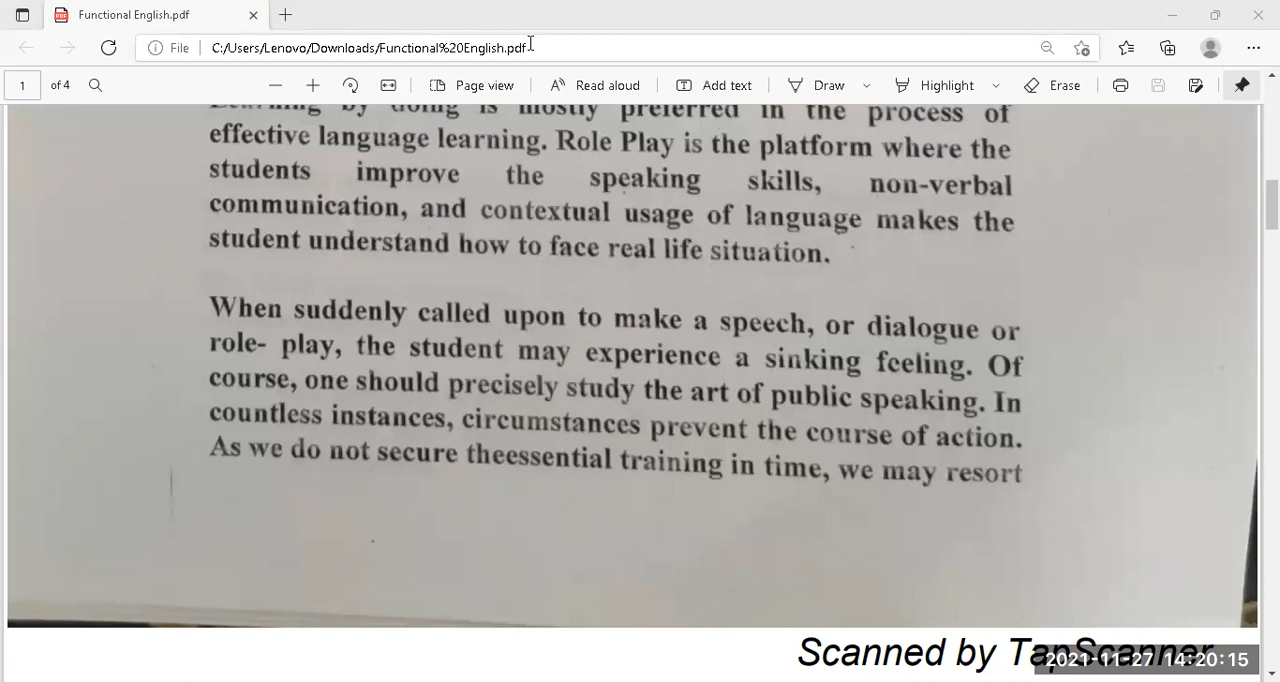 Functional English.pdf
File
C:/Users/Lenovo/Downloads/Functional%20English.pdf
1 of 4
Page view
Read aloud
Add text
Draw
Highlight
Erase
Learning by doing is mostly preferred in the process of
effective language learning. Role Play is the platform where the
students improve the speaking skills, non-verbal
communication, and contextual usage of language makes the
student understand how to face real life situation.
When suddenly called upon to make a speech, or dialogue or
role- play, the student may experience a sinking feeling. Of
course, one should precisely study the art of public speaking. In
countless instances, circumstances prevent the course of action.
As we do not secure theessential training in time, we may resort
Scanned by TapScanner
2021-11-27 14:20:15